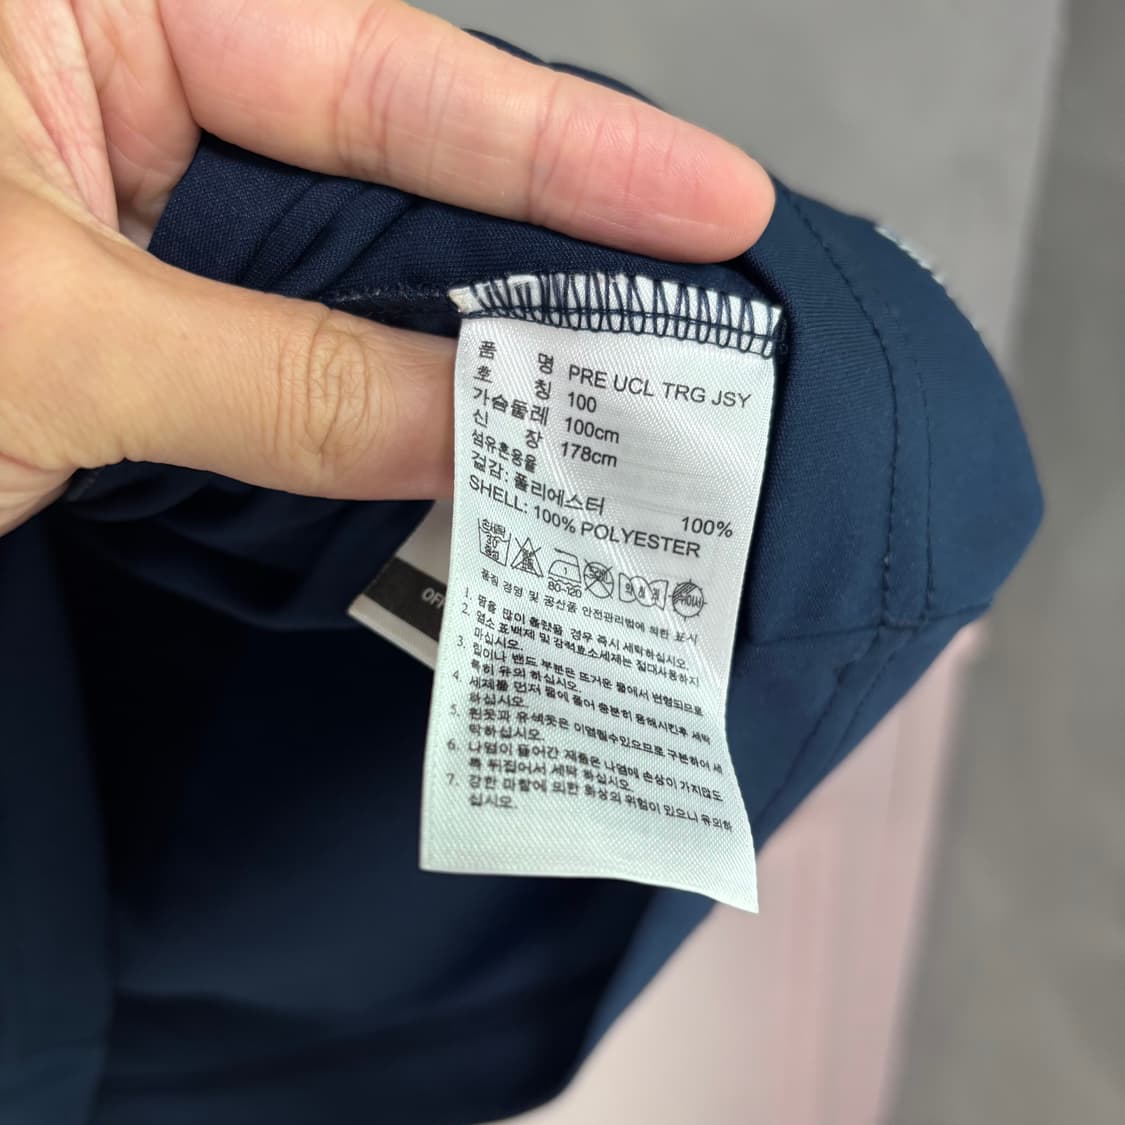 품 명 PRE UCL TRG JSY
호 칭 100
가슴둘레 100cm
신 장 178cm
섬유혼용율
겉감: 폴리에스터 100%
SHELL: 100% POLYESTER
80-120
품질 경영 및 공산품 안전관리법에 의한 표시
1. 땀을 많이 흘렸을 경우 즉시 세탁하십시오.
2. 염소 표백제 및 강력효소세제는 절대사용하지
마십시오.
3. 힙이나 밴드 부분은 뜨거운 물에서 변형되므로
특히 유의 하십시오.
4. 세제를 먼저 물에 풀어 충분히 용해시킨후 세탁
하십시오.
5. 흰옷과 유색옷은 이염될수있으므로 구분하여 세
탁하십시오.
6. 나염이 들어간 제품은 나염에 손상이 가지않도
록 뒤집어서 세탁 하십시오.
7. 강한 마찰에 의한 화상의 위험이 있으니 유의하
십시오.